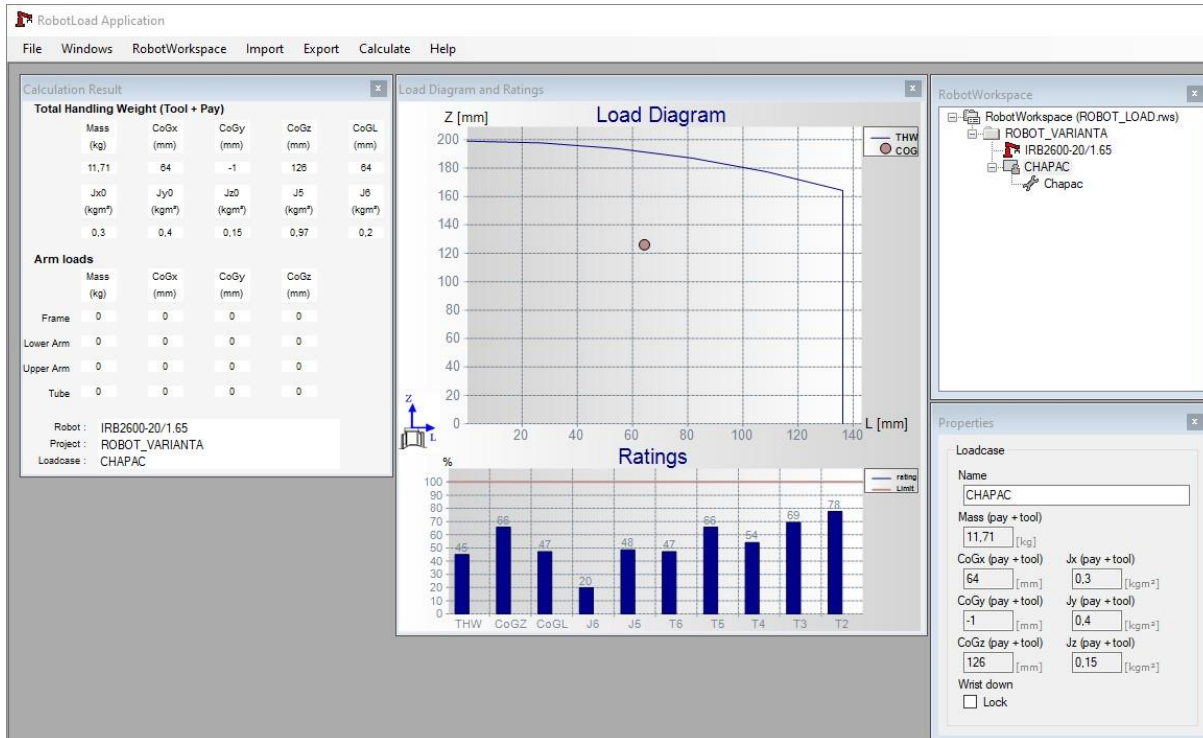 RobotLoad Application
File Windows RobotWorkspace Import Export Calculate Help
Calculation Result
Total Handling Weight (Tool + Pay)
Mass CoGx CoGy CoGz CoGL
(kg) (mm) (mm) (mm) (mm)
11,71 64 -1 126 64
Jx0 Jy0 Jz0 J5 J6
(kgm²) (kgm²) (kgm²) (kgm²) (kgm²)
0,3 0,4 0,15 0,97 0,2
Arm loads
Mass CoGx CoGy CoGz
(kg) (mm) (mm) (mm)
Frame 0 0 0 0
Lower Arm 0 0 0 0
Upper Arm 0 0 0 0
Tube 0 0 0 0
Robot : IRB2600-20/1.65
Project : ROBOT_VARIANTA
Loadcase : CHAPAC
Load Diagram and Ratings
Z [mm] Load Diagram
THW
COG
200
180
160
140
120
100
80
60
40
20
0
Z
L
20 40 60 80 100 120 140 L [mm]
Ratings
%
rating
Limit
100
90
80
70
60
50
40
30
20
10
0
45 66 47 20 48 47 66 54 69 78
THW CoGZ CoGL J6 J5 T6 T5 T4 T3 T2
RobotWorkspace
RobotWorkspace (ROBOT_LOAD.rws)
ROBOT_VARIANTA
IRB2600-20/1.65
CHAPAC
Chapac
Properties
Loadcase
Name
CHAPAC
Mass (pay + tool)
11,71 [kg]
CoGx (pay + tool) Jx (pay + tool)
64 [mm] 0,3 [kgm²]
CoGy (pay + tool) Jy (pay + tool)
-1 [mm] 0,4 [kgm²]
CoGz (pay + tool) Jz (pay + tool)
126 [mm] 0,15 [kgm²]
Wrist down
Lock